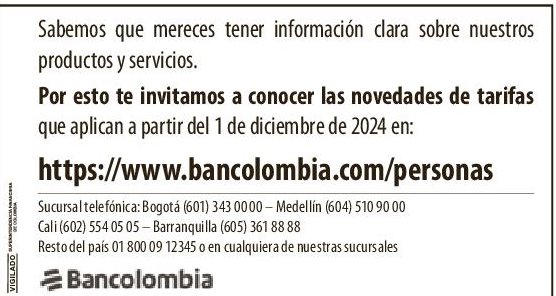 Sabemos que mereces tener información clara sobre nuestros
productos y servicios.
Por esto te invitamos a conocer las novedades de tarifas
que aplican a partir del 1 de diciembre de 2024 en:
https://www.bancolombia.com/personas
Sucursal telefónica: Bogotá (601) 343 00 00 – Medellín (604) 510 90 00
Cali (602) 554 05 05 – Barranquilla (605) 361 88 88
Resto del país 01 800 09 12345 o en cualquiera de nuestras sucursales
Bancolombia
VIGILADO
SUPERINTENDENCIA FINANCIERA
DE COLOMBIA